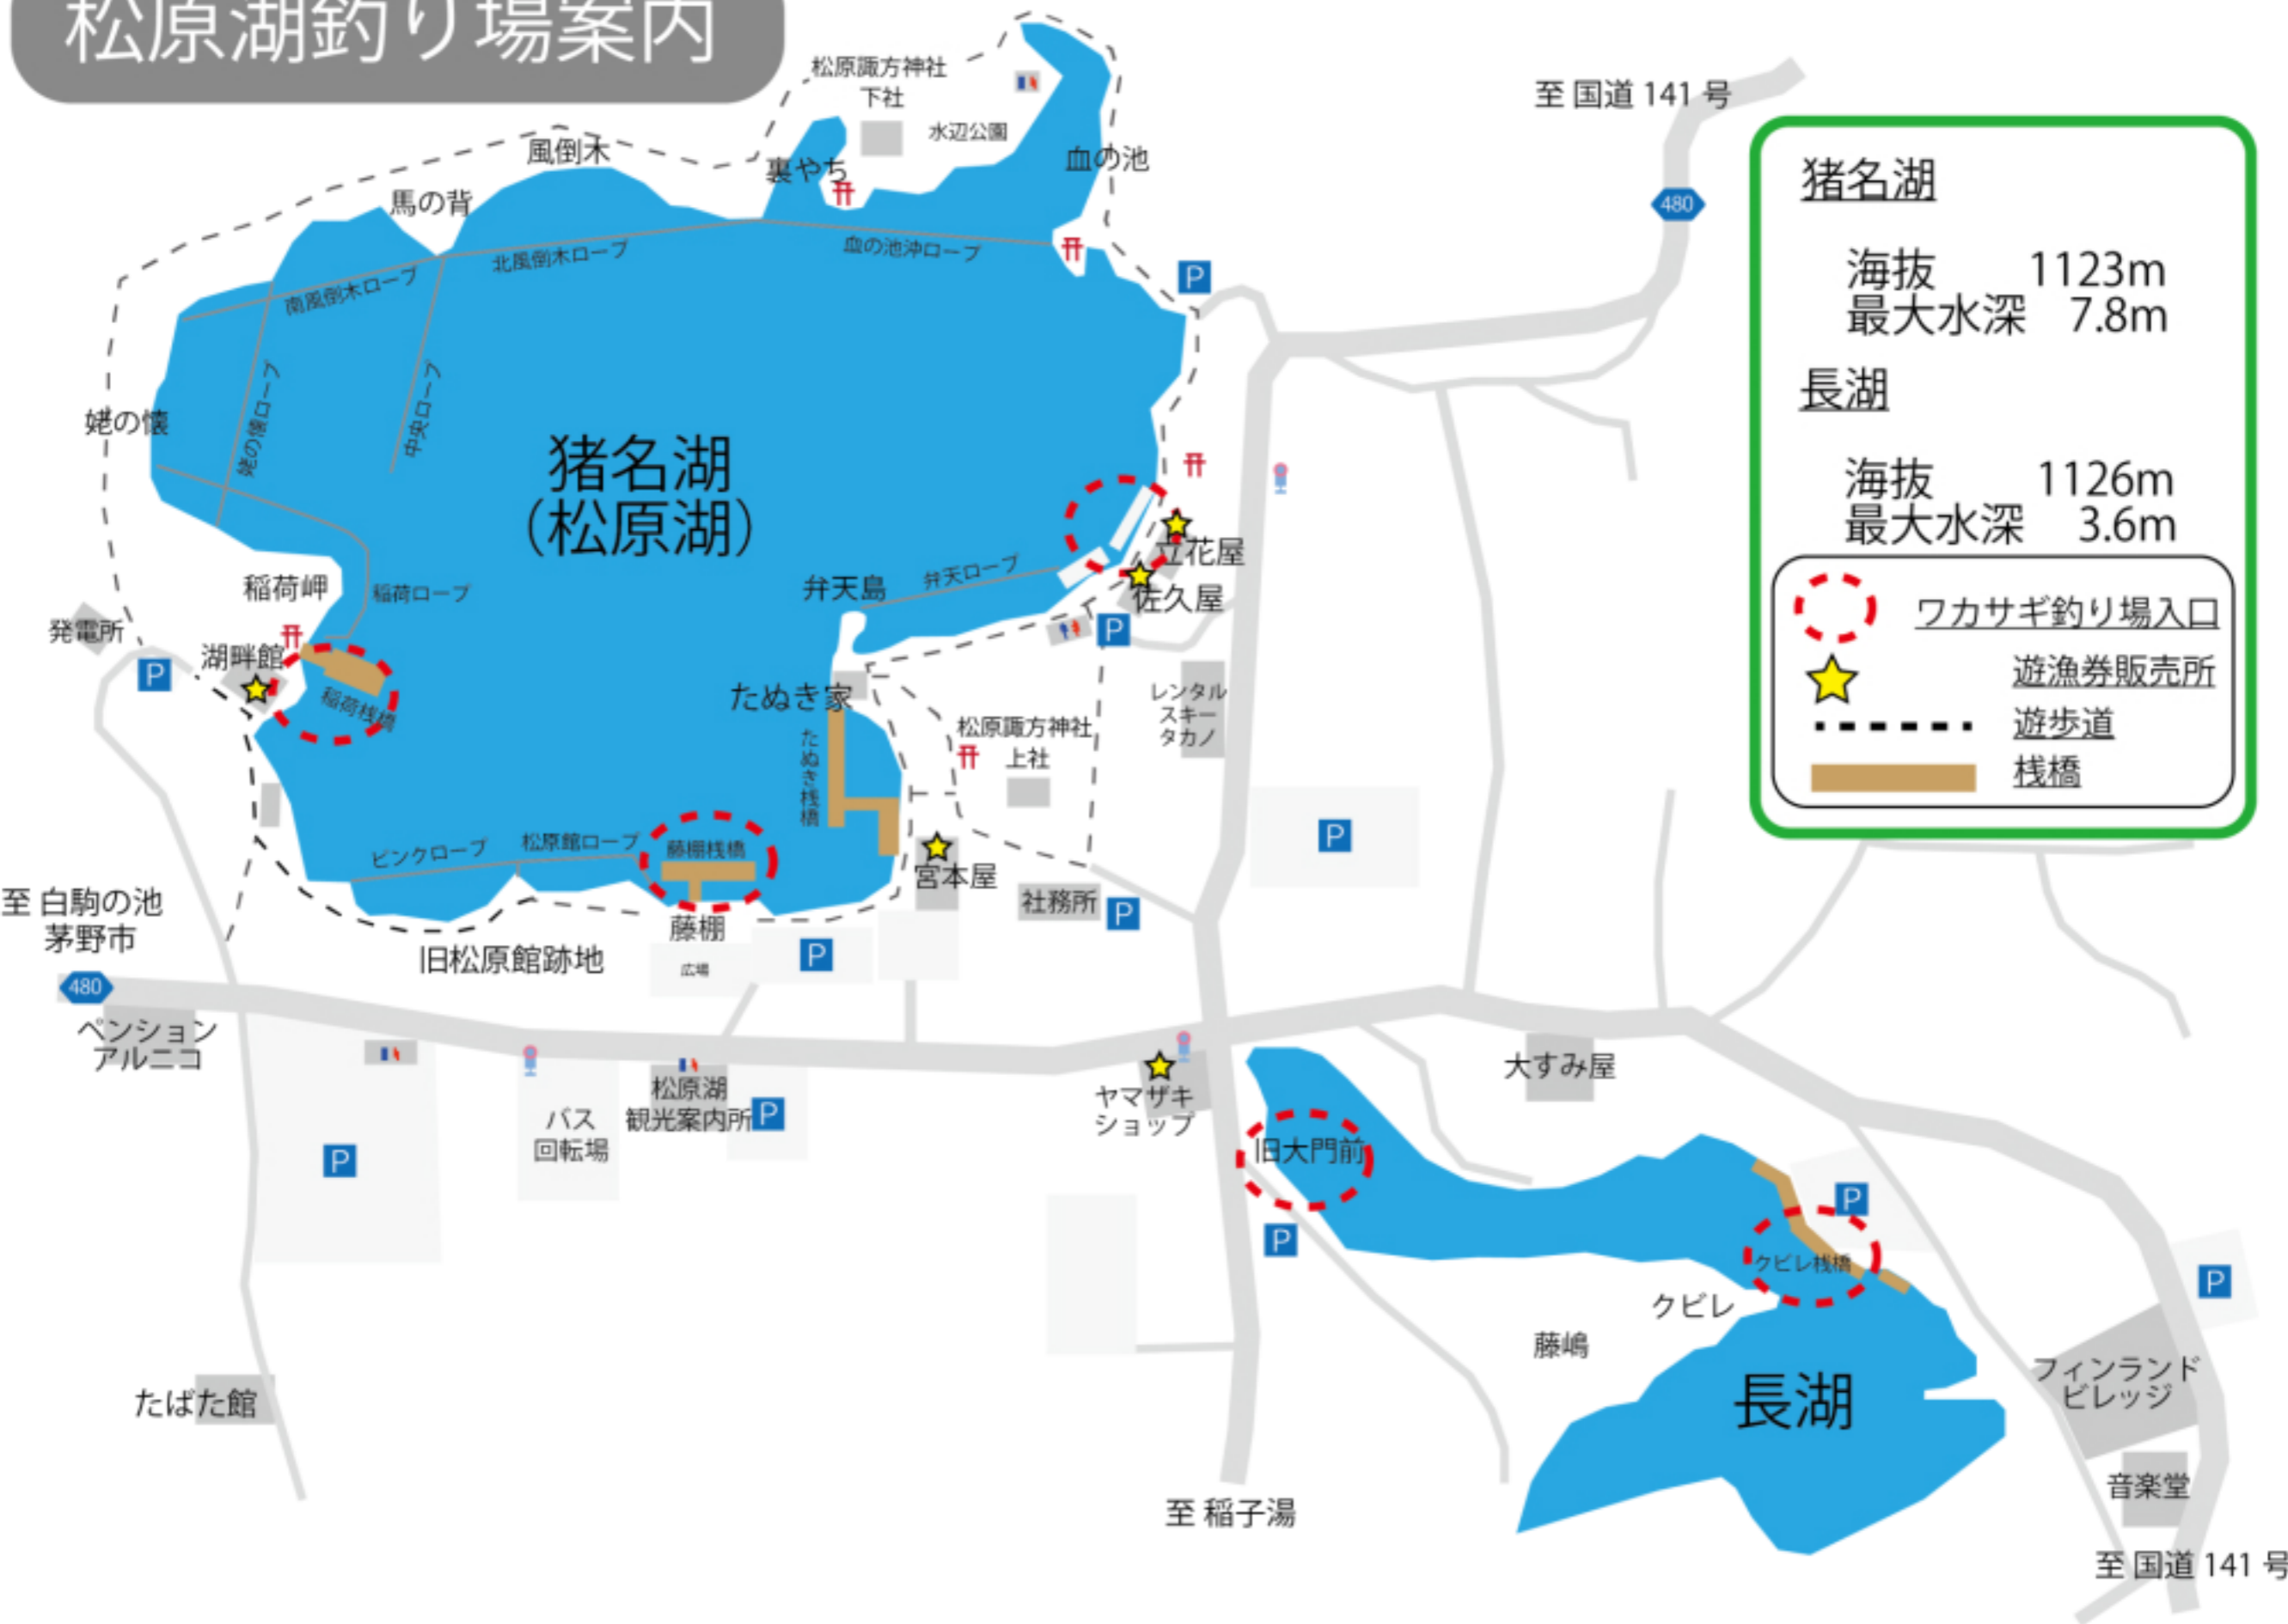 松原湖釣り場案内
松原諏方神社
下社
水辺公園
至 国道 141 号
血の池
裏やち
風倒木
馬の背
480
北風倒木ロープ
血の池沖ロープ
南風倒木ロープ
P
姥の懐
姥の懐ロープ
中央ロープ
猪名湖
（松原湖）
稲荷岬
稲荷ロープ
弁天島
弁天ロープ
立花屋
佐久屋
P
発電所
湖畔館
P
稲荷桟橋
たぬき家
たぬき桟橋
松原諏方神社
上社
レンタル
スキー
タカノ
P
ピンクロープ
松原館ロープ
藤棚桟橋
宮本屋
社務所
P
至 白駒の池
茅野市
藤棚
旧松原館跡地
広場
P
480
ペンション
アルニコ
バス
回転場
松原湖
観光案内所
P
P
ヤマザキ
ショップ
大すみ屋
旧大門前
P
P
クビレ桟橋
クビレ
P
藤嶋
長湖
フィンランド
ビレッジ
たばた館
音楽堂
至 稲子湯
至 国道 141 号
猪名湖
海抜 1123m
最大水深 7.8m
長湖
海抜 1126m
最大水深 3.6m
ワカサギ釣り場入口
遊漁券販売所
遊歩道
桟橋